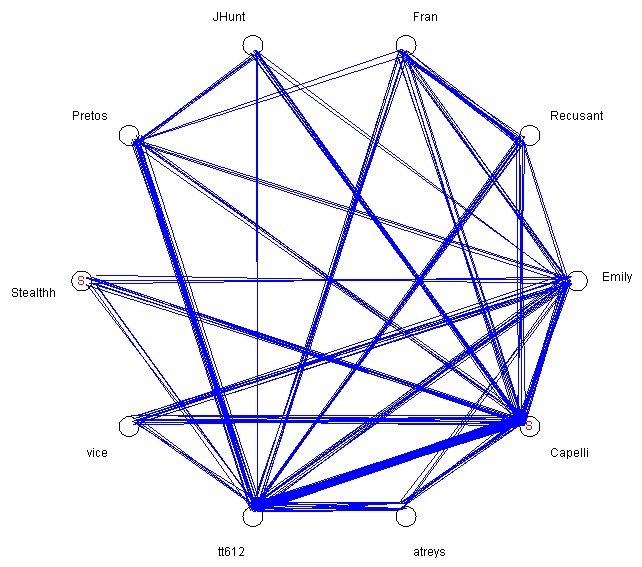 JHunt
Fran
Pretos
Recusant
S
Stealthh
Emily
vice
S
Capelli
tt612
atreys